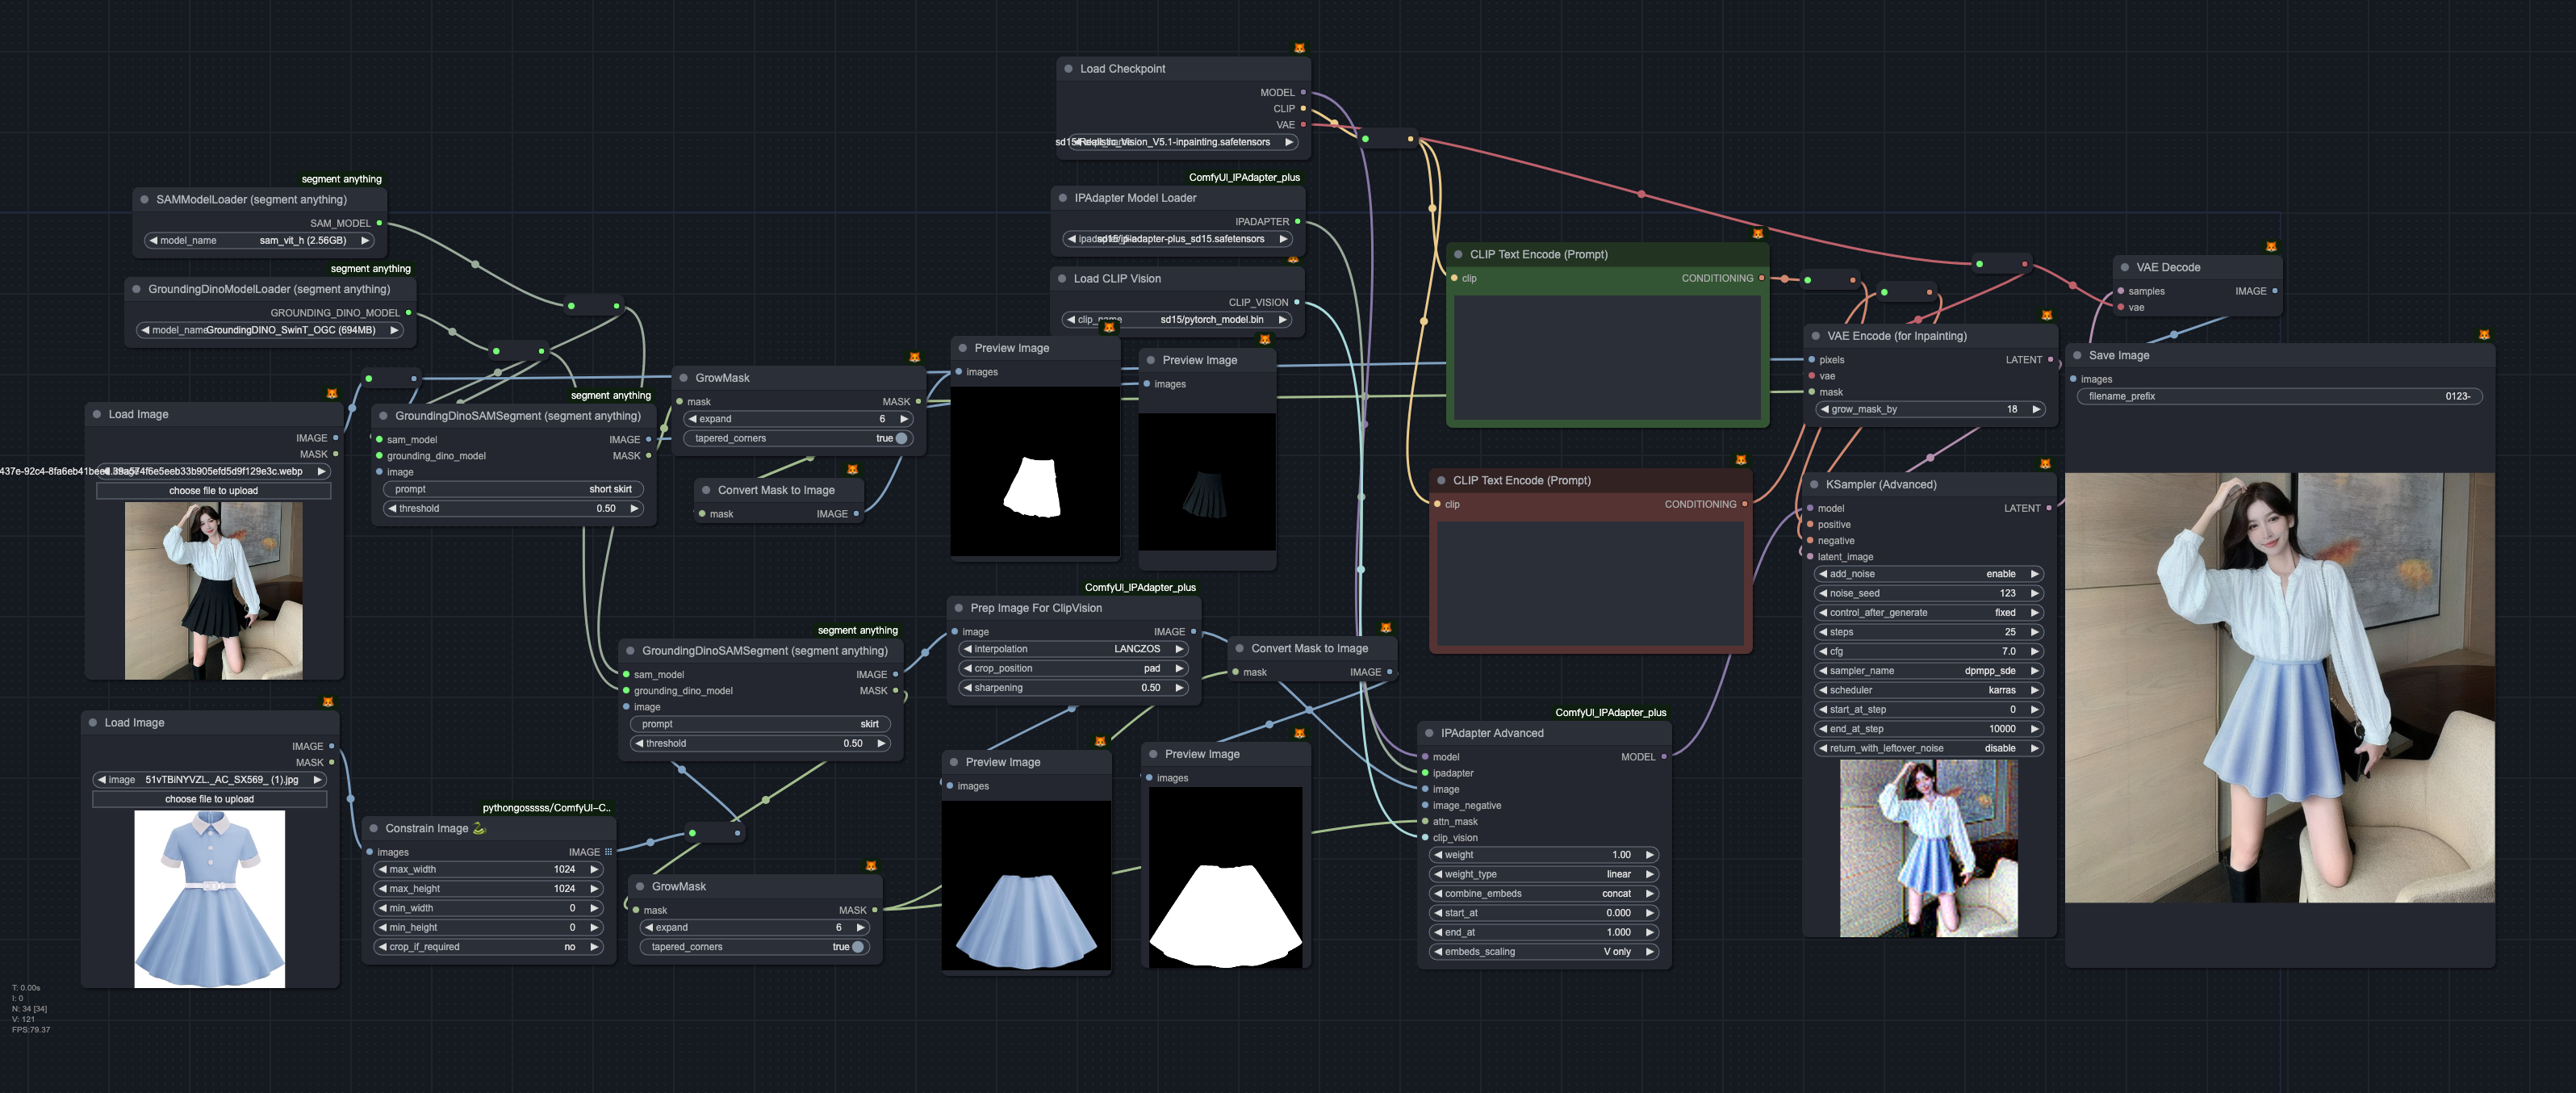 Load Checkpoint
MODEL
CLIP
VAE
Realistic_Vision_V5.1-inpainting.safetensors
segment anything
SAMModelLoader (segment anything)
SAM_MODEL
model_name sam_vit_h (2.56GB)
segment anything
GroundingDinoModelLoader (segment anything)
GROUNDING_DINO_MODEL
model_name GroundingDINO_SwinT_OGC (694MB)
ComfyUI_IPAdapter_plus
IPAdapter Model Loader
IPADAPTER
ip-adapter-plus_sd15.safetensors
Load CLIP Vision
CLIP_VISION
clip_name sd15/pytorch_model.bin
Load Image
IMAGE
MASK
choose file to upload
segment anything
GroundingDinoSAMSegment (segment anything)
sam_model IMAGE
grounding_dino_model MASK
image
prompt short skirt
threshold 0.50
GrowMask
mask MASK
expand 6
tapered_corners true
Convert Mask to Image
mask IMAGE
Preview Image
images
Preview Image
images
CLIP Text Encode (Prompt)
clip CONDITIONING
CLIP Text Encode (Prompt)
clip CONDITIONING
VAE Decode
samples IMAGE
vae
VAE Encode (for Inpainting)
pixels LATENT
vae
mask
grow_mask_by 18
Save Image
images
filename_prefix 0123-
KSampler (Advanced)
model LATENT
positive
negative
latent_image
add_noise enable
noise_seed 123
control_after_generate fixed
steps 25
cfg 7.0
sampler_name dpmpp_sde
scheduler karras
start_at_step 0
end_at_step 10000
return_with_leftover_noise disable
Load Image
IMAGE
MASK
image 51vTBiNYVZL._AC_SX569_ (1).jpg
choose file to upload
pythongosssss/ComfyUI-C..
Constrain Image
images IMAGE
max_width 1024
max_height 1024
min_width 0
min_height 0
crop_if_required no
segment anything
GroundingDinoSAMSegment (segment anything)
sam_model IMAGE
grounding_dino_model MASK
image
prompt skirt
threshold 0.50
GrowMask
mask MASK
expand 6
tapered_corners true
ComfyUI_IPAdapter_plus
Prep Image For ClipVision
image IMAGE
interpolation LANCZOS
crop_position pad
sharpening 0.50
Convert Mask to Image
mask IMAGE
Preview Image
images
Preview Image
images
ComfyUI_IPAdapter_plus
IPAdapter Advanced
model MODEL
ipadapter
image
image_negative
attn_mask
clip_vision
weight 1.00
weight_type linear
combine_embeds concat
start_at 0.000
end_at 1.000
embeds_scaling V only
T: 0.00s
I: 0
N: 34 [34]
V: 121
FPS:79.37